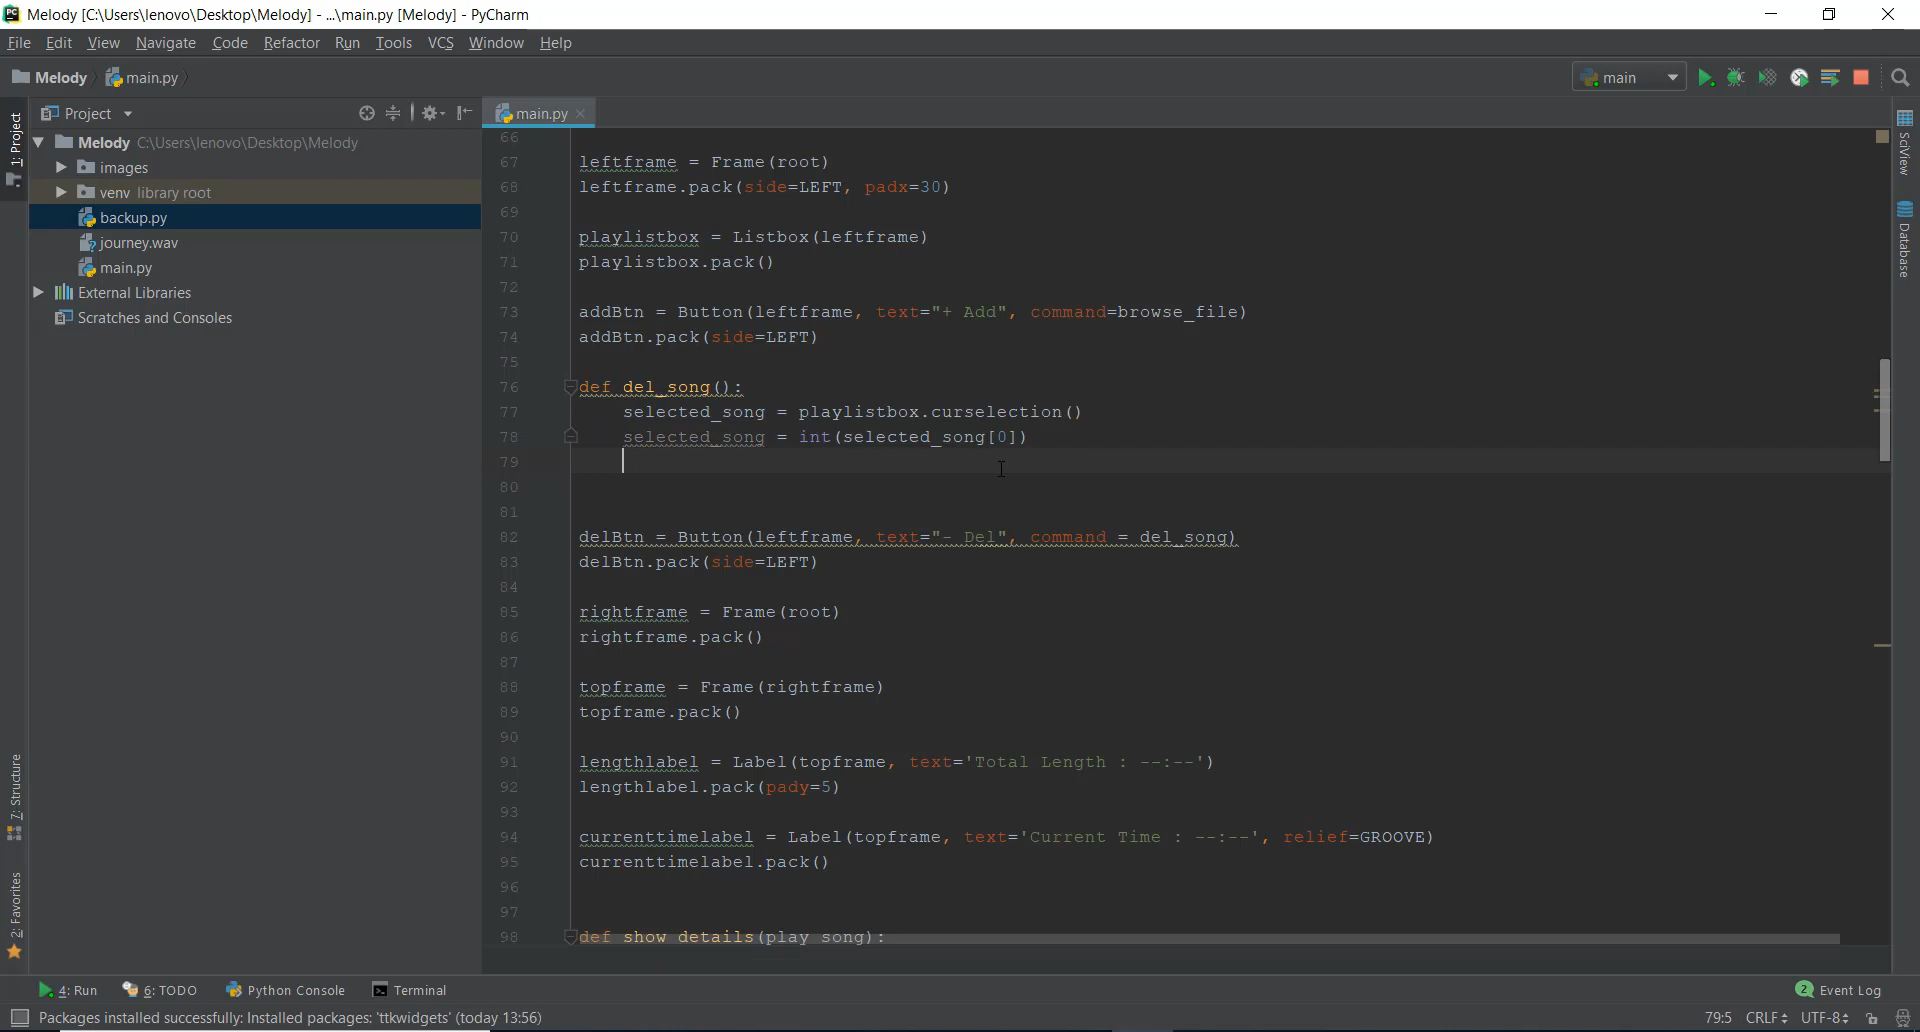 Melody [C:\Users\lenovo\Desktop\Melody] - ...\main.py [Melody] - PyCharm
File Edit View Navigate Code Refactor Run Tools VCS Window Help
Melody main.py main
1: Project
Project
main.py
Melody C:\Users\lenovo\Desktop\Melody
images
venv library root
backup.py
journey.wav
main.py
External Libraries
Scratches and Consoles
66
67 leftframe = Frame(root)
68 leftframe.pack(side=LEFT, padx=30)
69
70 playlistbox = Listbox(leftframe)
71 playlistbox.pack()
72
73 addBtn = Button(leftframe, text="+ Add", command=browse_file)
74 addBtn.pack(side=LEFT)
75
76 def del_song():
77 selected_song = playlistbox.curselection()
78 selected_song = int(selected_song[0])
79
80
81
82 delBtn = Button(leftframe, text="- Del", command = del_song)
83 delBtn.pack(side=LEFT)
84
85 rightframe = Frame(root)
86 rightframe.pack()
87
88 topframe = Frame(rightframe)
89 topframe.pack()
90
91 lengthlabel = Label(topframe, text='Total Length : --:--')
92 lengthlabel.pack(pady=5)
93
94 currenttimelabel = Label(topframe, text='Current Time : --:--', relief=GROOVE)
95 currenttimelabel.pack()
96
97
98 def show_details(play_song):
SciView
Database
7: Structure
2: Favorites
4: Run 6: TODO Python Console Terminal 2 Event Log
Packages installed successfully: Installed packages: 'ttkwidgets' (today 13:56) 79:5 CRLF UTF-8